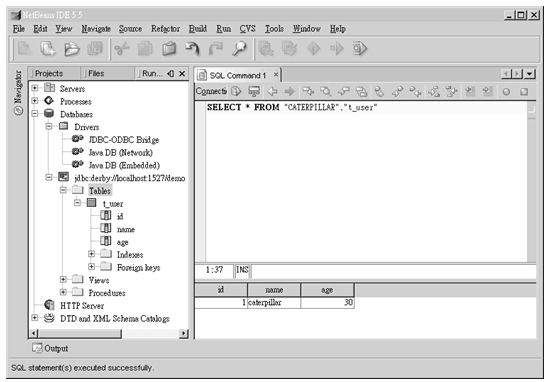 NetBeans IDE 5.5
File Edit View Navigate Source Refactor Build Run CVS Tools Window Help
Navigator
Projects Files Run...
SQL Command 1
Servers
Processes
Databases
Drivers
JDBC-ODBC Bridge
Java DB (Network)
Java DB (Embedded)
jdbc:derby://localhost:1527/demo
Tables
t_user
id
name
age
Indexes
Foreign keys
Views
Procedures
HTTP Server
DTD and XML Schema Catalogs
Output
Connecti
SELECT * FROM "CATERPILLAR"."t_user"
1:37 INS
id name age
1 caterpillar 30
SQL statement(s) executed successfully.